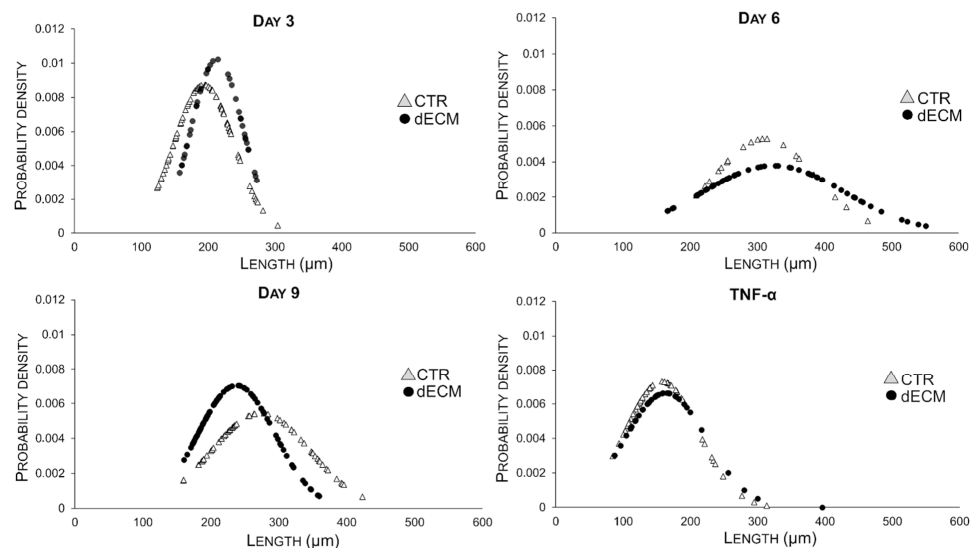 DAY 3
0.012
0.01
0.008
0.006
0.004
0.002
0
PROBABILITY DENSITY
0 100 200 300 400 500 600
LENGTH (µm)
CTR
dECM
DAY 6
0.012
0.01
0.008
0.006
0.004
0.002
0
PROBABILITY DENSITY
0 100 200 300 400 500 600
LENGTH (µm)
CTR
dECM
DAY 9
0.012
0.01
0.008
0.006
0.004
0.002
0
PROBABILITY DENSITY
0 100 200 300 400 500 600
LENGTH (µm)
CTR
dECM
TNF-α
0.012
0.01
0.008
0.006
0.004
0.002
0
PROBABILITY DENSITY
0 100 200 300 400 500 600
LENGTH (µm)
CTR
dECM